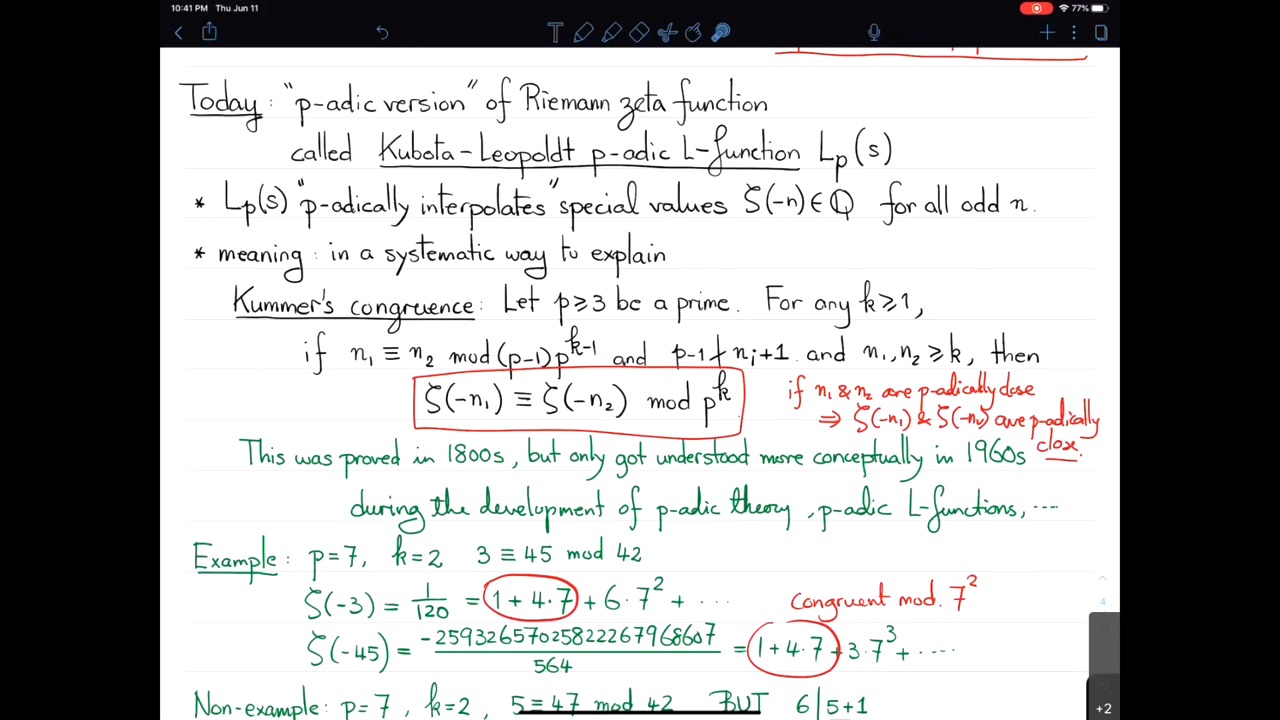 10:41 PM Thu Jun 11
77%
Today: "p-adic version" of Riemann zeta function
called Kubota-Leopoldt p-adic L-function Lp(s)
* Lp(s) "p-adically interpolates" special values ζ(-n) ∈ ℚ for all odd n.
* meaning: in a systematic way to explain
Kummer's congruence: Let p≥3 be a prime. For any k≥1,
if n₁ ≡ n₂ mod (p-1)p^{k-1} and p-1 ∤ nᵢ+1 and n₁, n₂ ≥ k, then
ζ(-n₁) ≡ ζ(-n₂) mod p^k
if n₁ & n₂ are p-adically close
⇒ ζ(-n₁) & ζ(-n₂) are p-adically
close.
This was proved in 1800s, but only got understood more conceptually in 1960s
during the development of p-adic theory, p-adic L-functions, ....
Example: p=7, k=2 3 ≡ 45 mod 42
ζ(-3) = 1/120 = 1+4·7 + 6·7² + ....
congruent mod. 7²
ζ(-45) = -25932657025822267968607/564 = 1+4·7 + 3·7³ + ....
Non-example: p=7, k=2, 5 ≡ 47 mod 42 BUT 6 | 5+1
4
+2